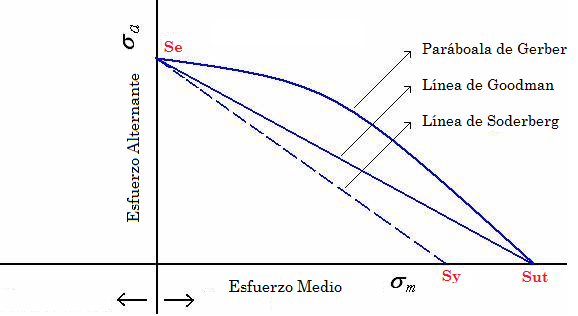 σa
Se
Paráboala de Gerber
Línea de Goodman
Línea de Soderberg
Esfuerzo Alternante
Esfuerzo Medio
σm
Sy
Sut